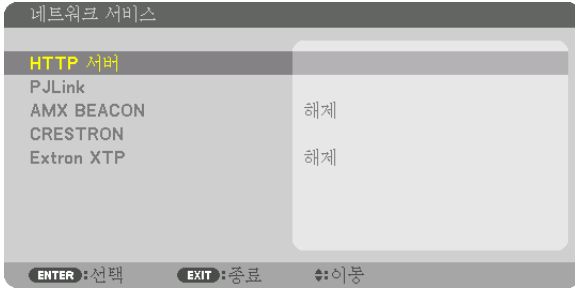 네트워크 서비스
HTTP 서버
PJLink
AMX BEACON 해제
CRESTRON
Extron XTP 해제
ENTER :선택 EXIT :종료 :이동